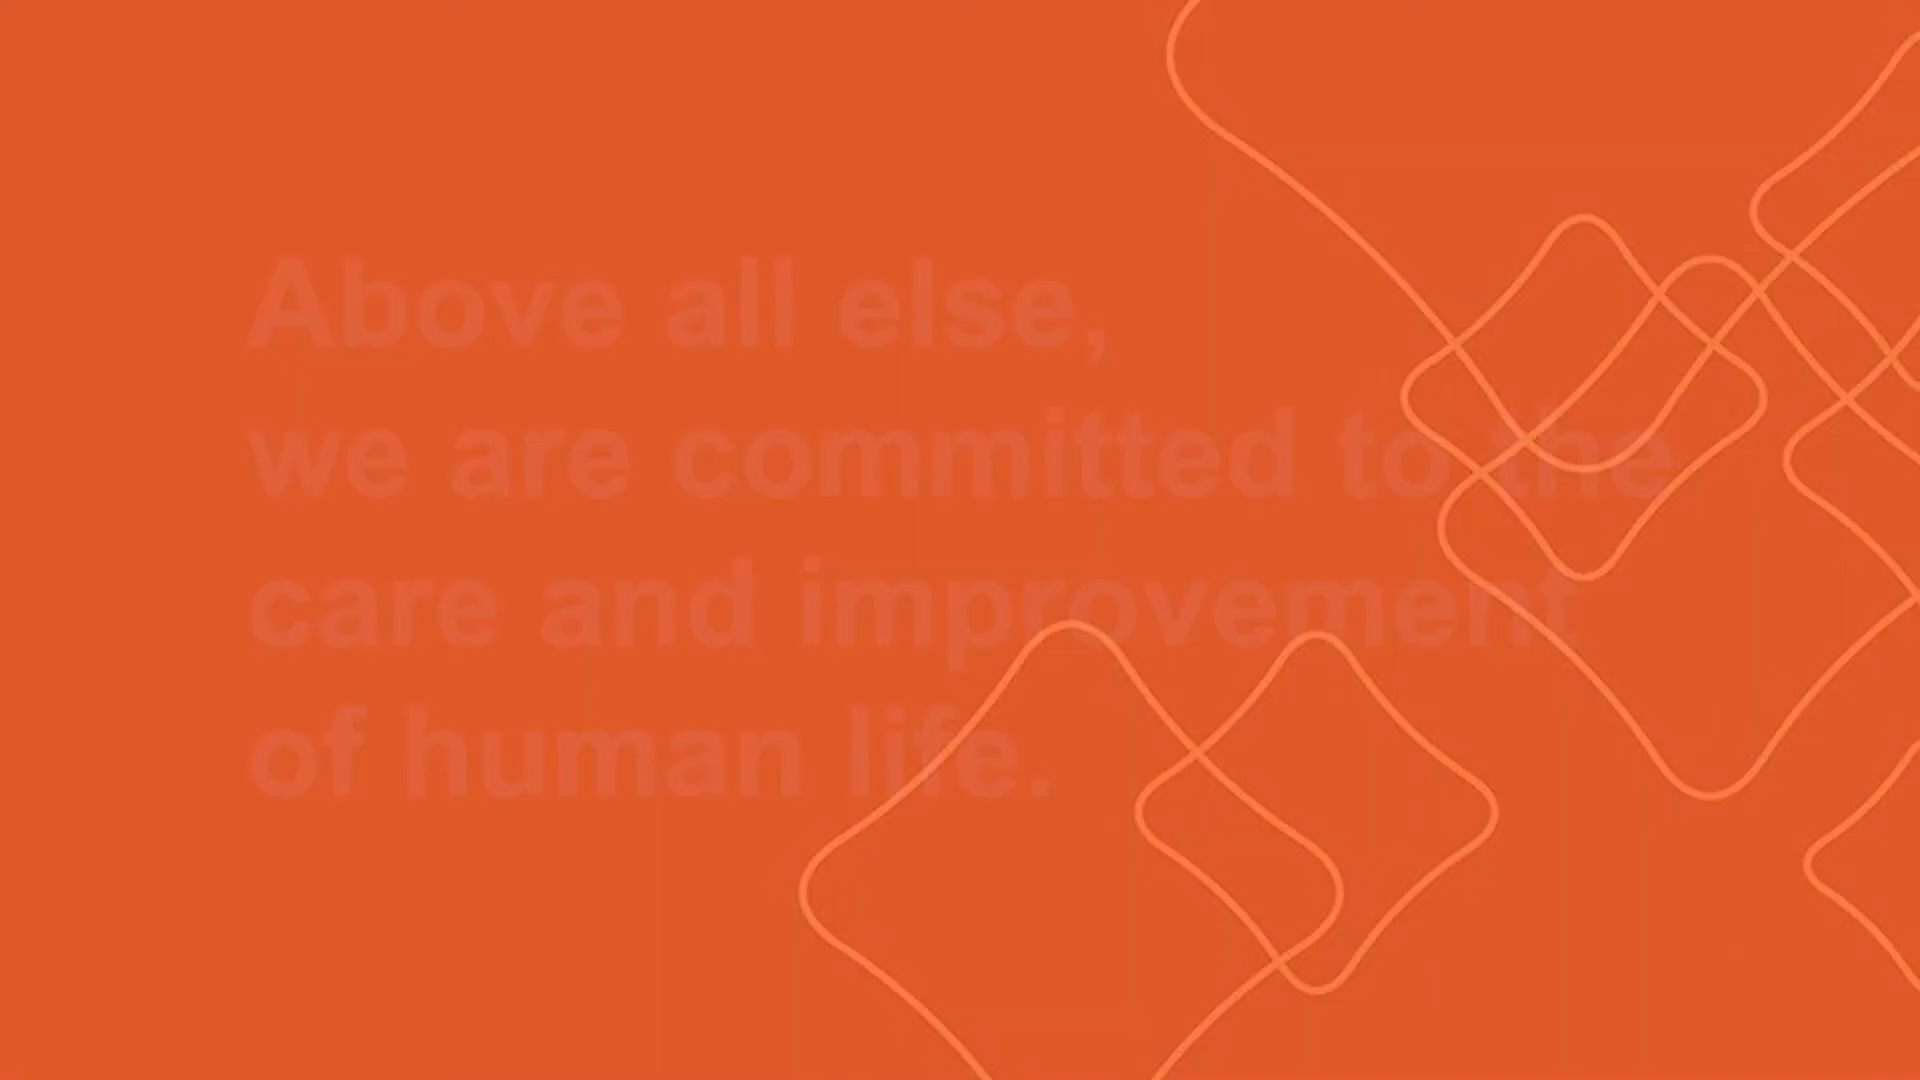 Above all else,
we are committed to the
care and improvement
of human life.